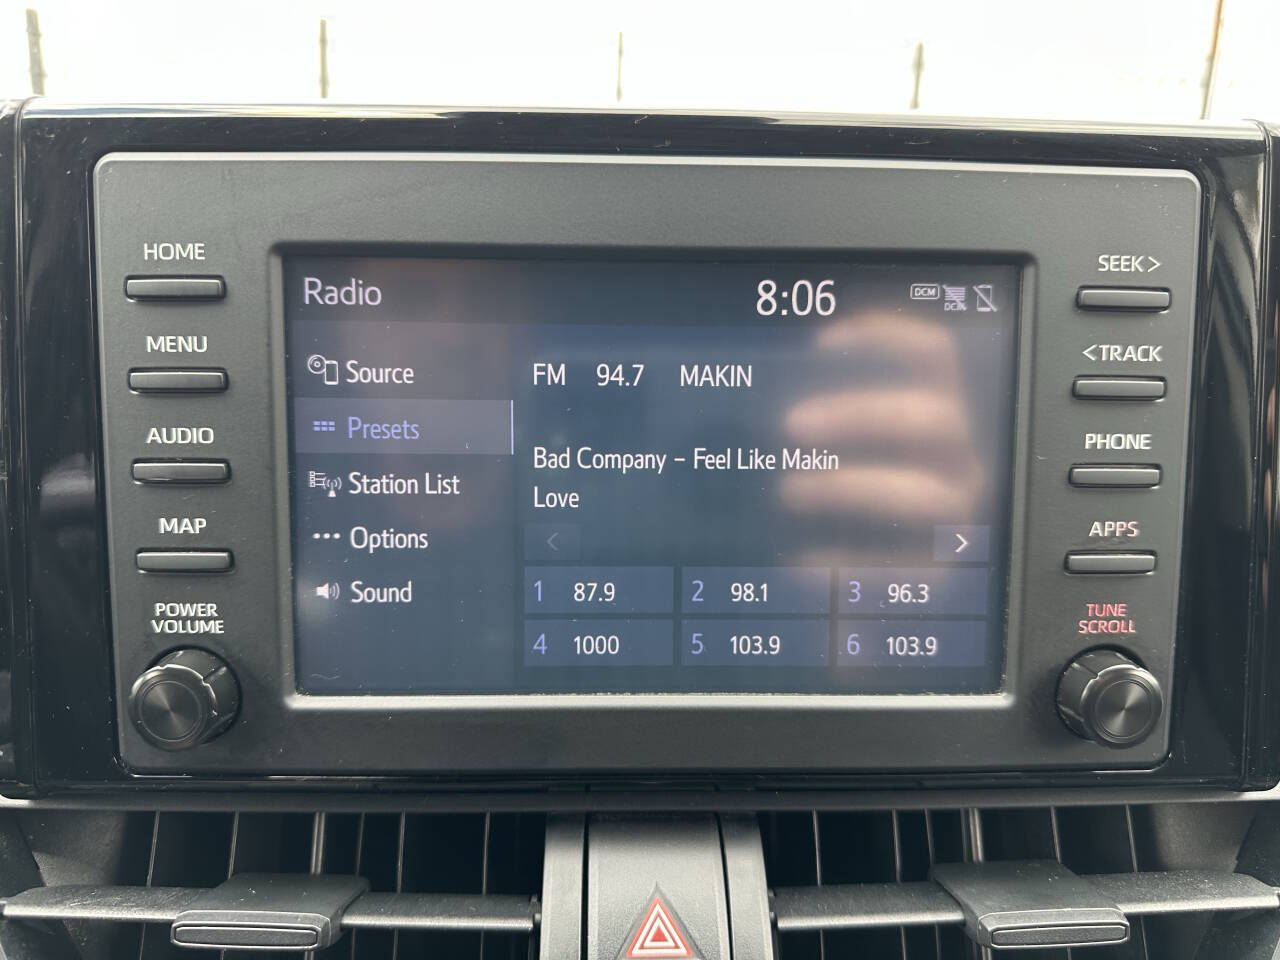 HOME
MENU
AUDIO
MAP
POWER
VOLUME
Radio
8:06
DCM
DCM
Source
Presets
Station List
Options
Sound
FM 94.7 MAKIN
Bad Company – Feel Like Makin
Love
< >
1 87.9 2 98.1 3 96.3
4 1000 5 103.9 6 103.9
SEEK>
<TRACK
PHONE
APPS
TUNE
SCROLL